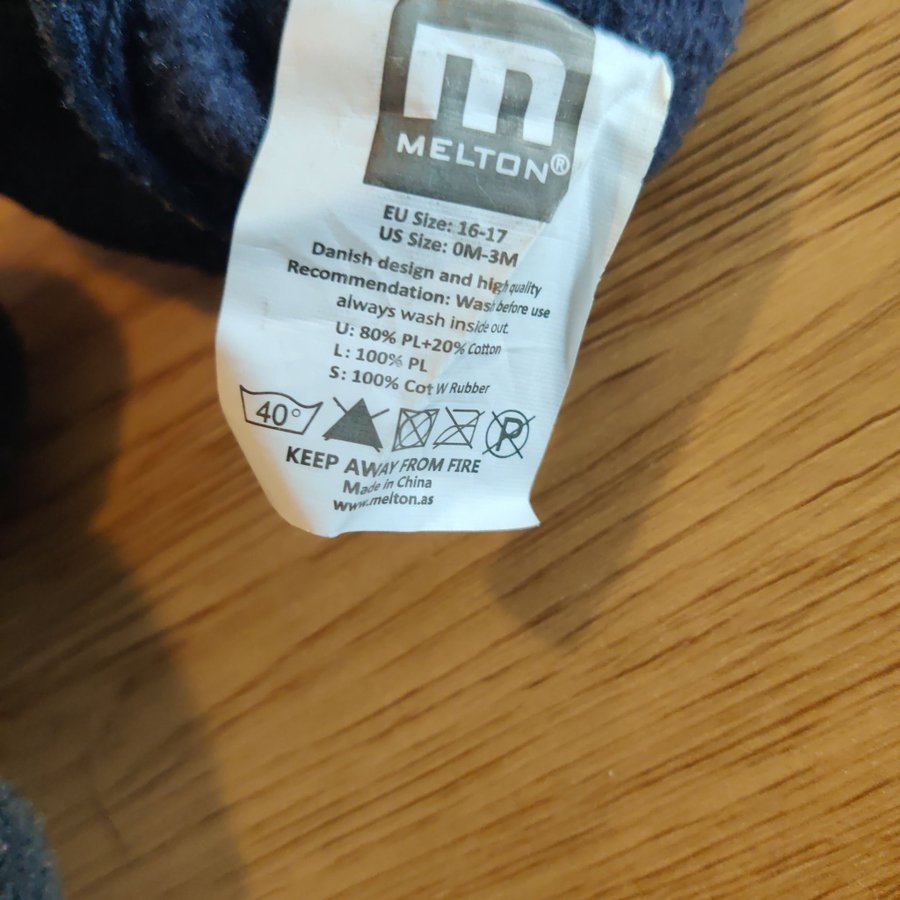 m
MELTON®
EU Size: 16-17
US Size: 0M-3M
Danish design and high quality
Recommendation: Wash before use
always wash inside out.
U: 80% PL+20% Cotton
L: 100% PL
S: 100% Cot W Rubber
40° P
KEEP AWAY FROM FIRE
Made in China
www.melton.as